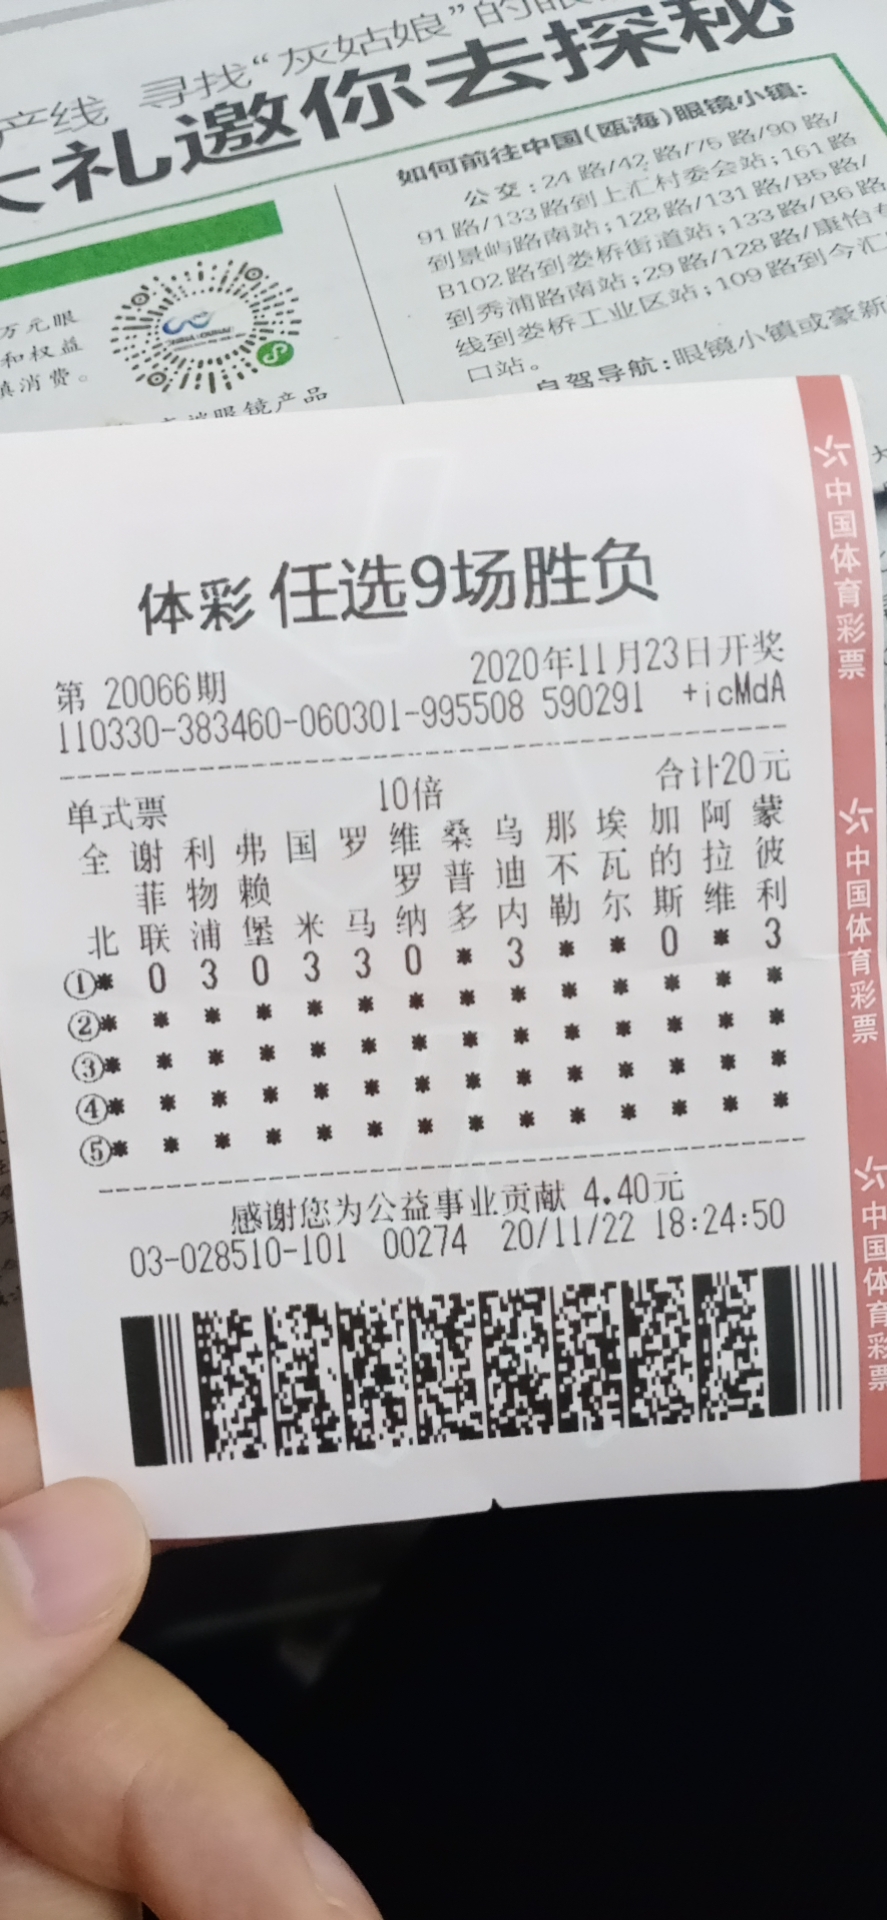 产线 寻找“灰姑娘”的眼
大礼邀你去探秘
如何前往中国(瓯海)眼镜小镇:
公交:24路/42路/75路/90路/
91路/133路到上汇村委会站;161路
到景屿路南站;128路/131路/B5路/
B102路到娄桥街道站;133路/B6路
到秀浦路南站;29路/128路/康怡专
线到娄桥工业区站;109路到今汇
口站。
自驾导航:眼镜小镇或豪新
万元眼
和权益
镇消费。
眼镜产品
中国体育彩票
中国体育彩票
中国体育彩票
体彩 任选9场胜负
第 20066期 2020年11月23日开奖
110330-383460-060301-995508 590291 +icMdA
单式票 10倍 合计20元
全北 谢菲联 利物浦 弗赖堡 国米 罗马 维罗纳 桑普多 乌迪内 那不勒 埃瓦尔 加的斯 阿拉维 蒙彼利
①* 0 3 0 3 3 0 * 3 * * 0 * 3
②* * * * * * * * * * * * * *
③* * * * * * * * * * * * * *
④* * * * * * * * * * * * * *
⑤* * * * * * * * * * * * * *
感谢您为公益事业贡献 4.40元
03-028510-101 00274 20/11/22 18:24:50